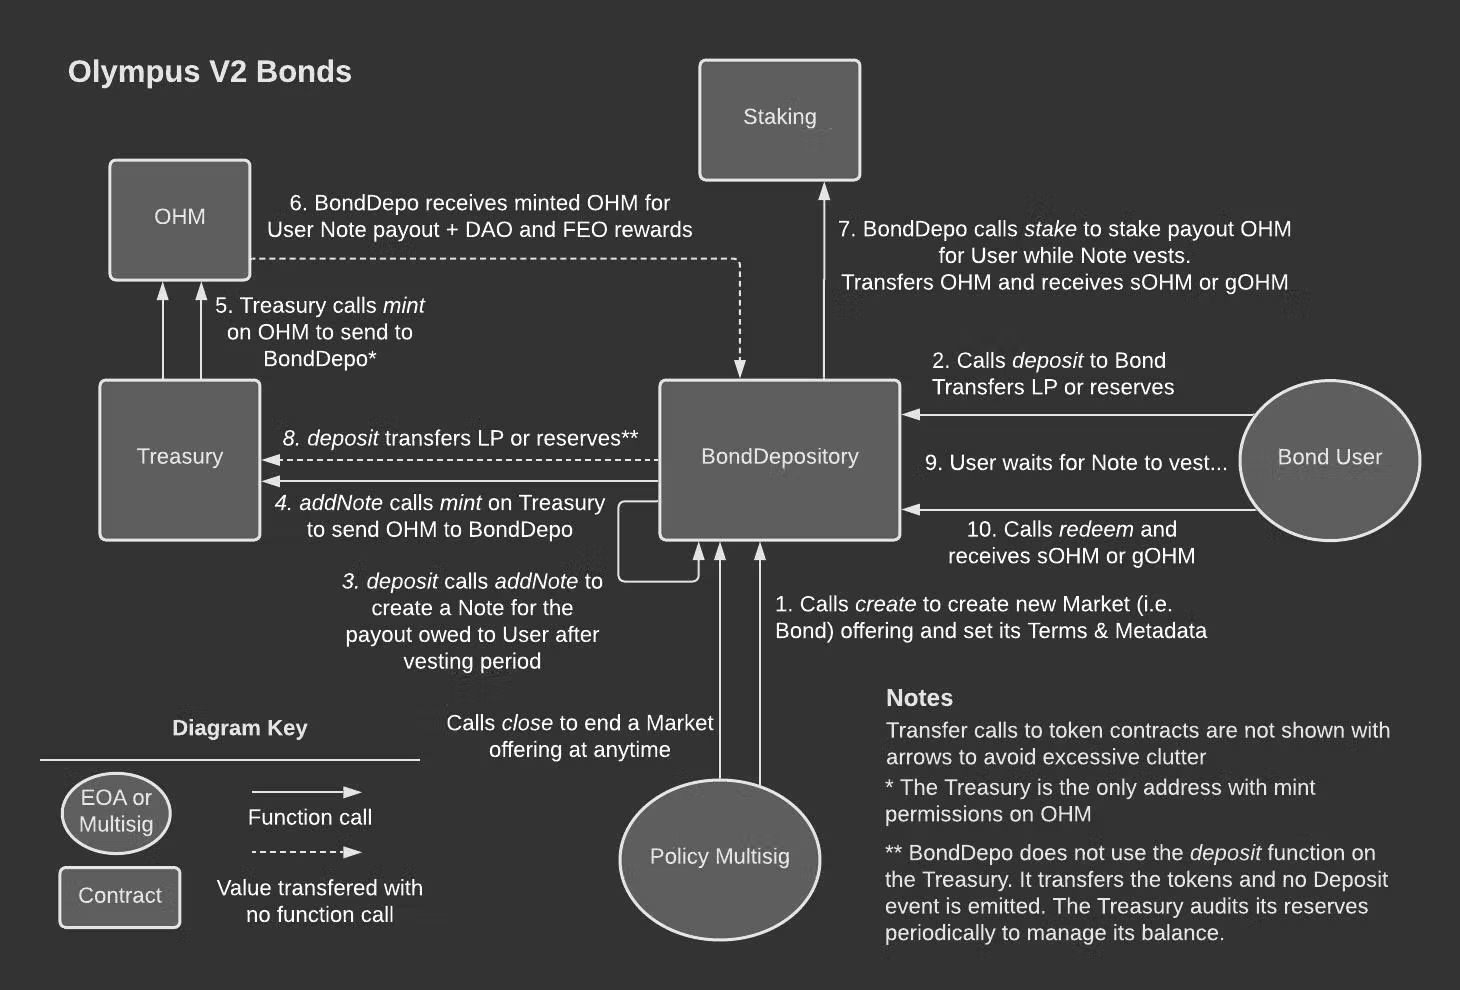 Olympus V2 Bonds
Staking
OHM
6. BondDepo receives minted OHM for
User Note payout + DAO and FEO rewards
7. BondDepo calls stake to stake payout OHM
for User while Note vests.
Transfers OHM and receives sOHM or gOHM
5. Treasury calls mint
on OHM to send to
BondDepo*
2. Calls deposit to Bond
Transfers LP or reserves
Treasury
8. deposit transfers LP or reserves**
BondDepository
9. User waits for Note to vest...
Bond User
4. addNote calls mint on Treasury
to send OHM to BondDepo
10. Calls redeem and
receives sOHM or gOHM
3. deposit calls addNote to
create a Note for the
payout owed to User after
vesting period
1. Calls create to create new Market (i.e.
Bond) offering and set its Terms & Metadata
Calls close to end a Market
offering at anytime
Policy Multisig
Diagram Key
EOA or
Multisig
Function call
Contract
Value transfered with
no function call
Notes
Transfer calls to token contracts are not shown with
arrows to avoid excessive clutter
* The Treasury is the only address with mint
permissions on OHM
** BondDepo does not use the deposit function on
the Treasury. It transfers the tokens and no Deposit
event is emitted. The Treasury audits its reserves
periodically to manage its balance.